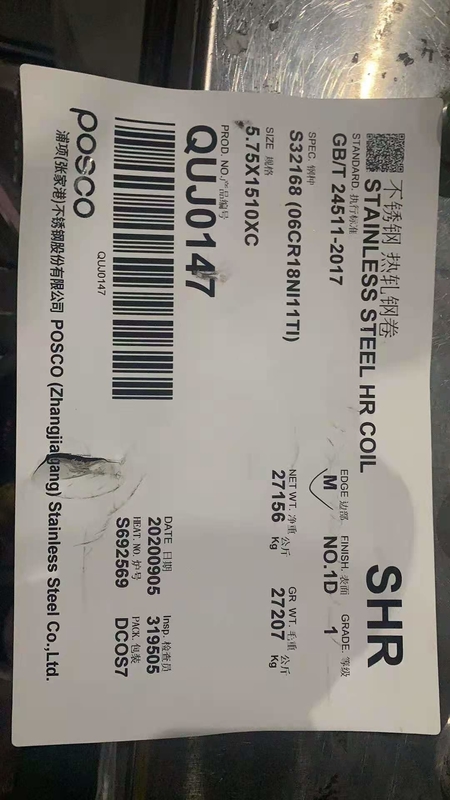 不锈钢 热轧钢卷
STAINLESS STEEL HR COIL
SHR
STANDARD. 执行标准
GB/T 24511-2017
EDGE 边部
M
FINISH. 表面
NO.1D
GRADE. 等级
1
SPEC. 钢种
S32168 (06CR18NI11TI)
SIZE 规格
5.75X1510XC
NET WT. 净重 公斤
27156 Kg
GR WT. 毛重 公斤
27207 Kg
PROD. NO. 产品编号
QUJ0147
QUJ0147
DATE 日期
20200905
Insp. 检查员
319505
HEAT. NO. 炉号
S692569
PACK. 包装
DCOS7
posco
浦项(张家港)不锈钢股份有限公司 POSCO (Zhangjiagang) Stainless Steel Co.,Ltd.